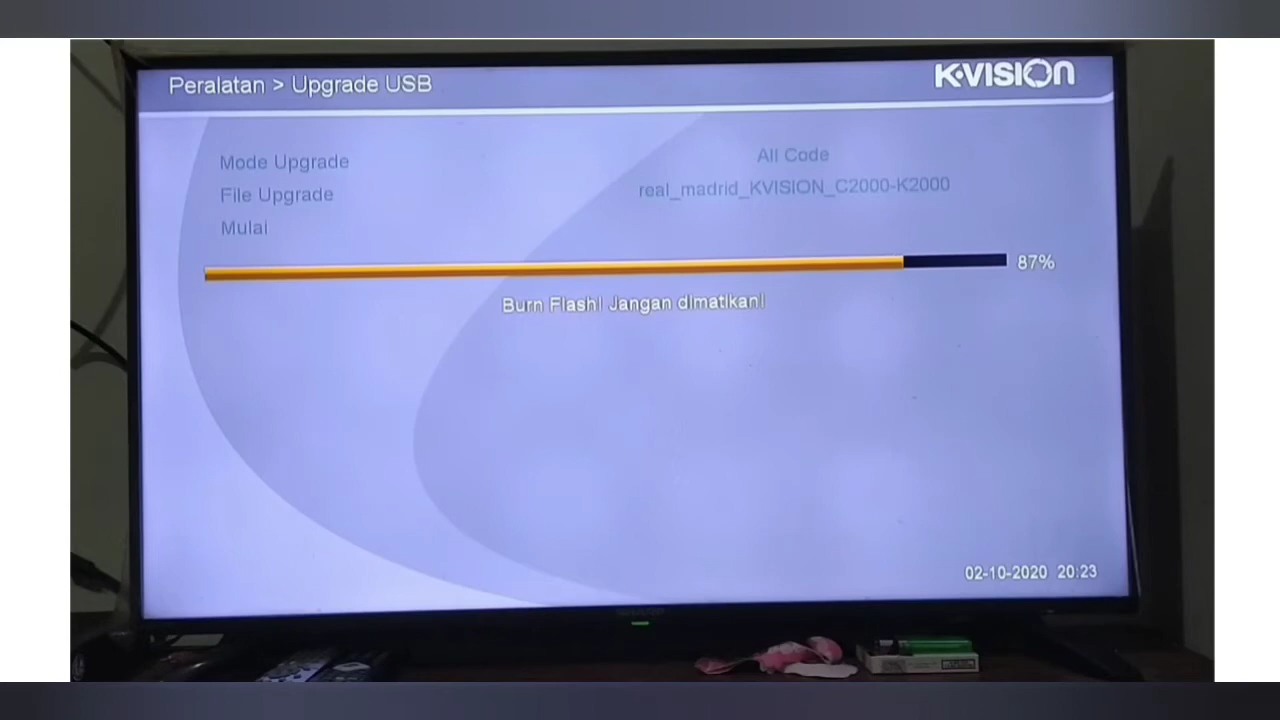 Peralatan > Upgrade USB
K-VISION
Mode Upgrade
All Code
File Upgrade
real_madrid_KVISION_C2000-K2000
Mulai
87%
Burn Flash! Jangan dimatikan!
02-10-2020 20:23